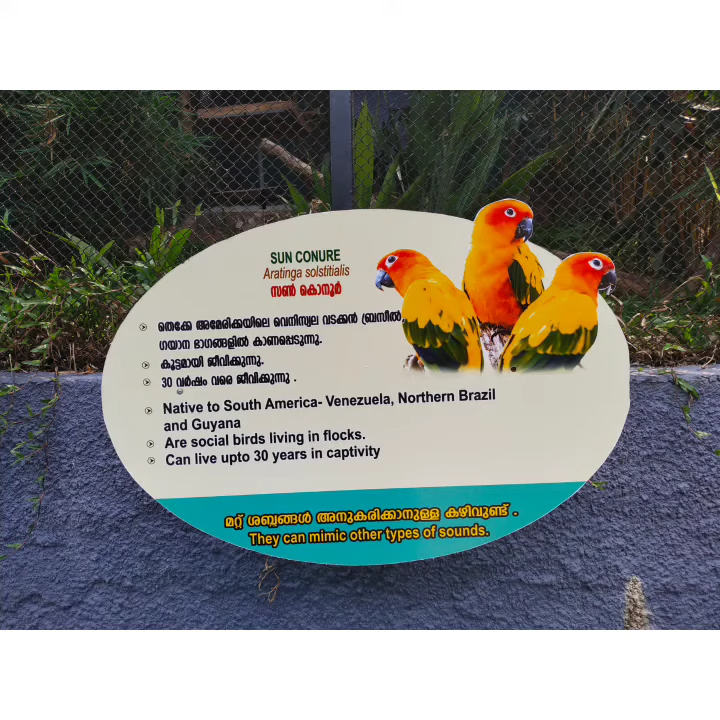 SUN CONURE
Aratinga solstitialis
സൺ കൊനൂർ
തെക്കേ അമേരിക്കയിലെ വെനിസ്വല വടക്കൻ ബ്രസീൽ,
ഗയാന ഭാഗങ്ങളിൽ കാണപ്പെടുന്നു.
കൂട്ടമായി ജീവിക്കുന്നു.
30 വർഷം വരെ ജീവിക്കുന്നു .
Native to South America- Venezuela, Northern Brazil
and Guyana
Are social birds living in flocks.
Can live upto 30 years in captivity
മറ്റ് ശബ്ദങ്ങൾ അനുകരിക്കാനുള്ള കഴിവുണ്ട് .
They can mimic other types of sounds.